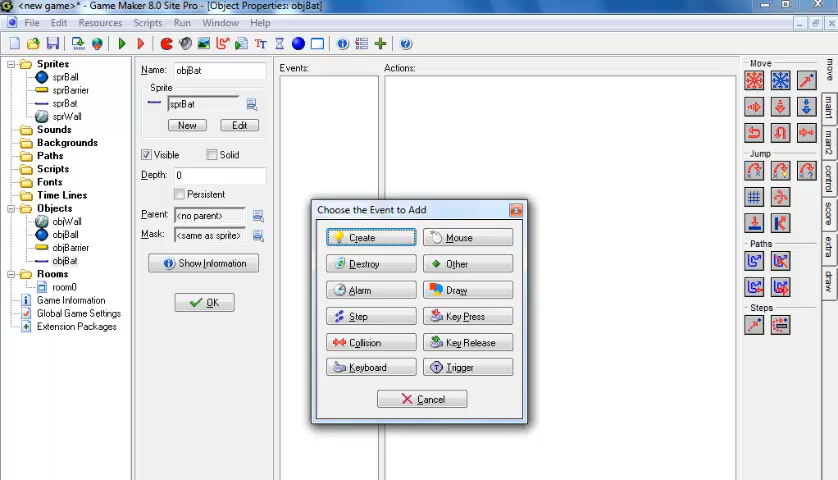 <new game>* - Game Maker 8.0 Site Pro - [Object Properties: objBat]
File Edit Resources Scripts Run Window Help
Sprites
sprBall
sprBarrier
sprBat
sprWall
Sounds
Backgrounds
Paths
Scripts
Fonts
Time Lines
Objects
objWall
objBall
objBarrier
objBat
Rooms
room0
Game Information
Global Game Settings
Extension Packages
Name: objBat
Sprite
sprBat
New Edit
Visible Solid
Depth: 0
Persistent
Parent: <no parent>
Mask: <same as sprite>
Show Information
OK
Events:
Actions:
Choose the Event to Add
Create Mouse
Destroy Other
Alarm Draw
Step Key Press
Collision Key Release
Keyboard Trigger
Cancel
Move
Jump
Paths
Steps
move
main1
main2
control
score
extra
draw